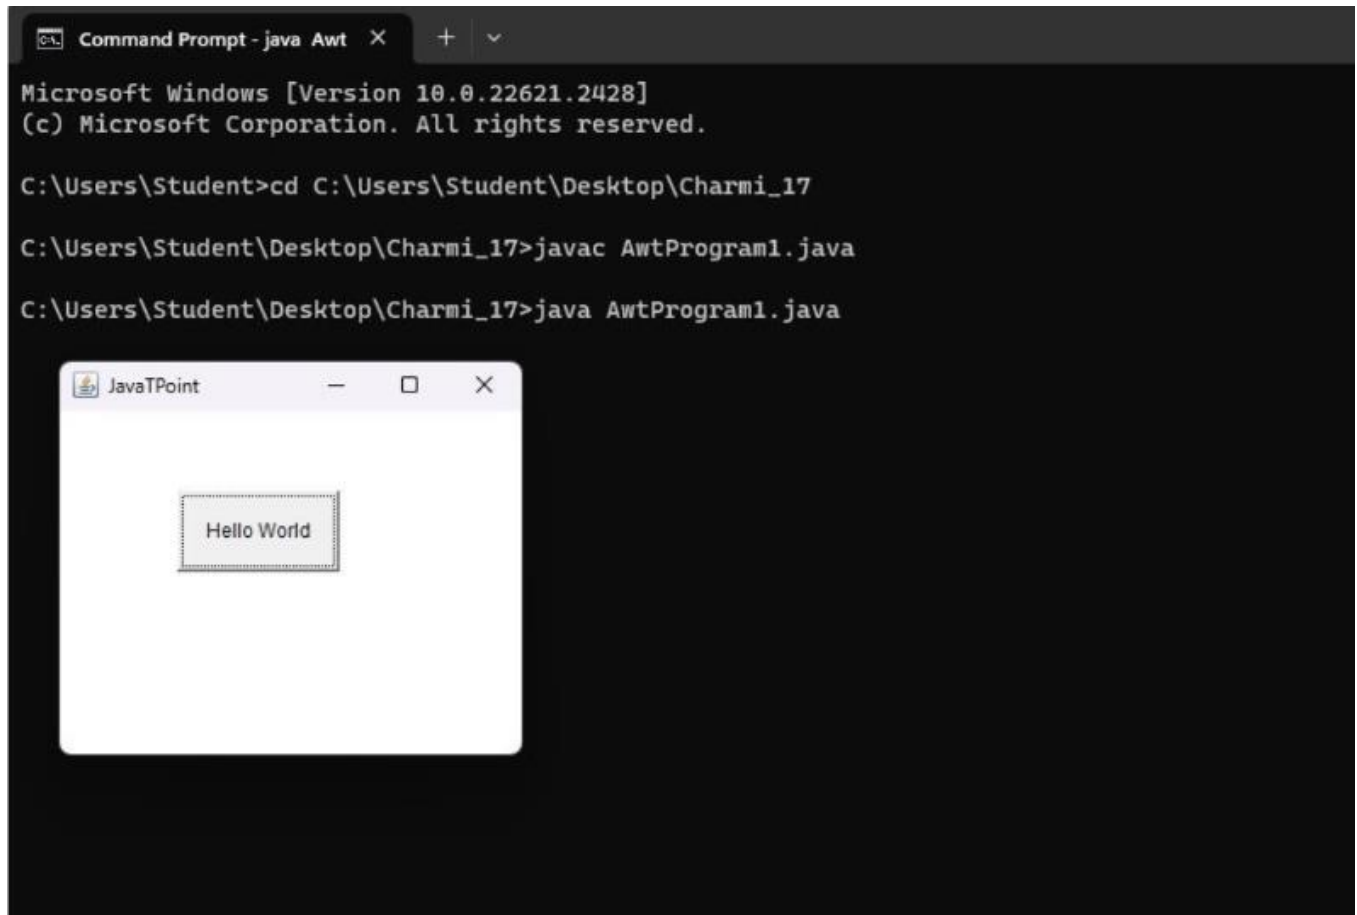 Command Prompt - java Awt
Microsoft Windows [Version 10.0.22621.2428]
(c) Microsoft Corporation. All rights reserved.
C:\Users\Student>cd C:\Users\Student\Desktop\Charmi_17
C:\Users\Student\Desktop\Charmi_17>javac AwtProgram1.java
C:\Users\Student\Desktop\Charmi_17>java AwtProgram1.java
JavaTPoint
Hello World